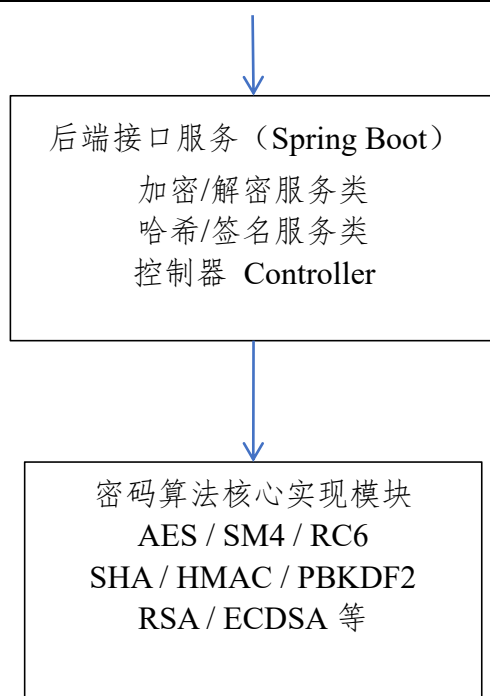 后端接口服务（Spring Boot）
加密/解密服务类
哈希/签名服务类
控制器 Controller
密码算法核心实现模块
AES / SM4 / RC6
SHA / HMAC / PBKDF2
RSA / ECDSA 等